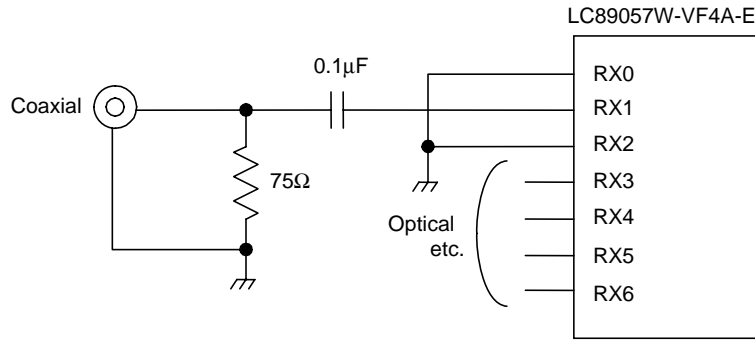 LC89057W-VF4A-E
0.1μF
RX0
Coaxial
RX1
RX2
75Ω
RX3
Optical
etc.
RX4
RX5
RX6